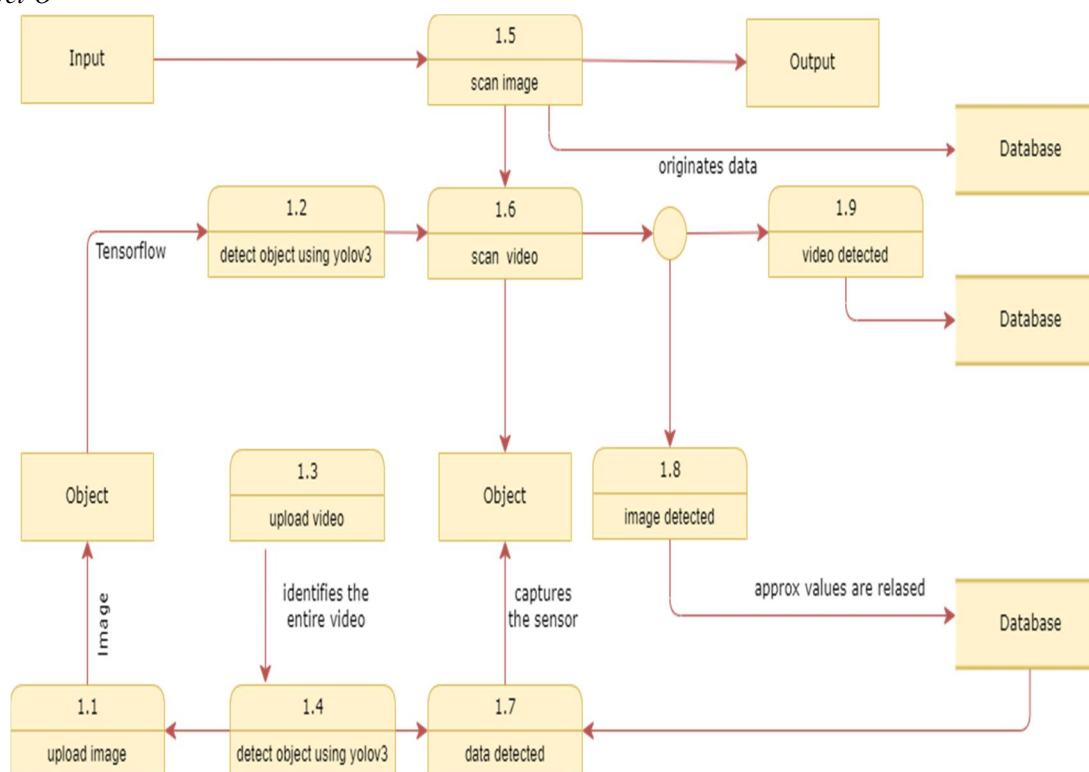 Input
1.5
scan image
Output
Database
originates data
1.2
detect object using yolov3
1.6
scan video
1.9
video detected
Tensorflow
Database
Object
1.3
upload video
Object
1.8
image detected
identifies the
entire video
captures
the sensor
approx values are relased
Database
Image
1.1
upload image
1.4
detect object using yolov3
1.7
data detected